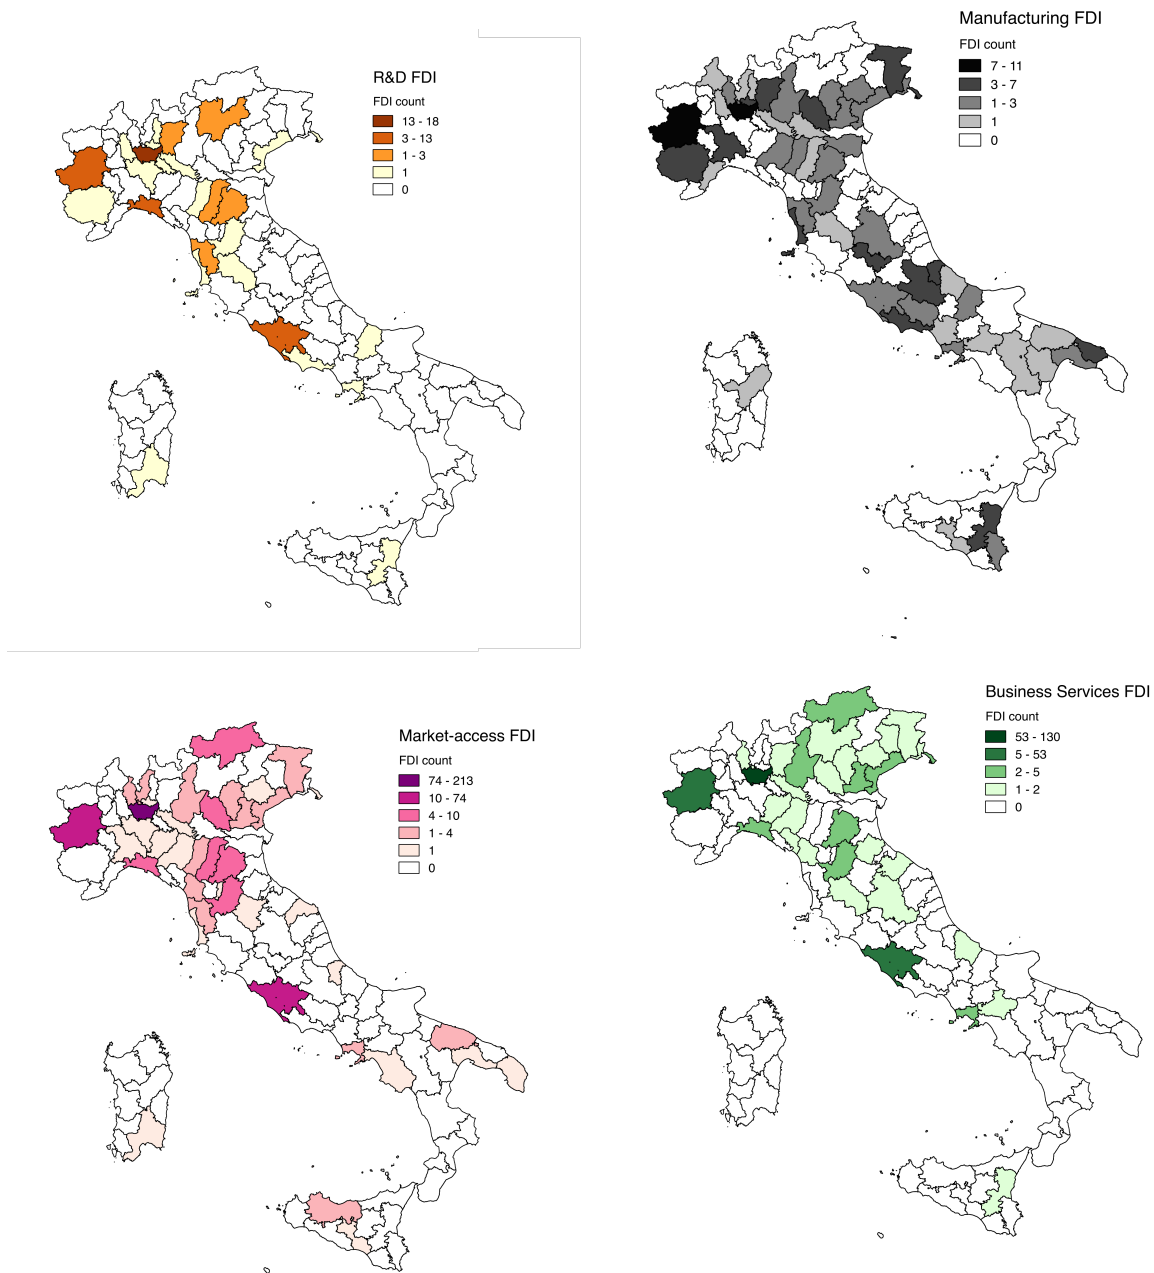 R&D FDI
FDI count
13 - 18
3 - 13
1 - 3
1
0
Manufacturing FDI
FDI count
7 - 11
3 - 7
1 - 3
1
0
Market-access FDI
FDI count
74 - 213
10 - 74
4 - 10
1 - 4
1
0
Business Services FDI
FDI count
53 - 130
5 - 53
2 - 5
1 - 2
0